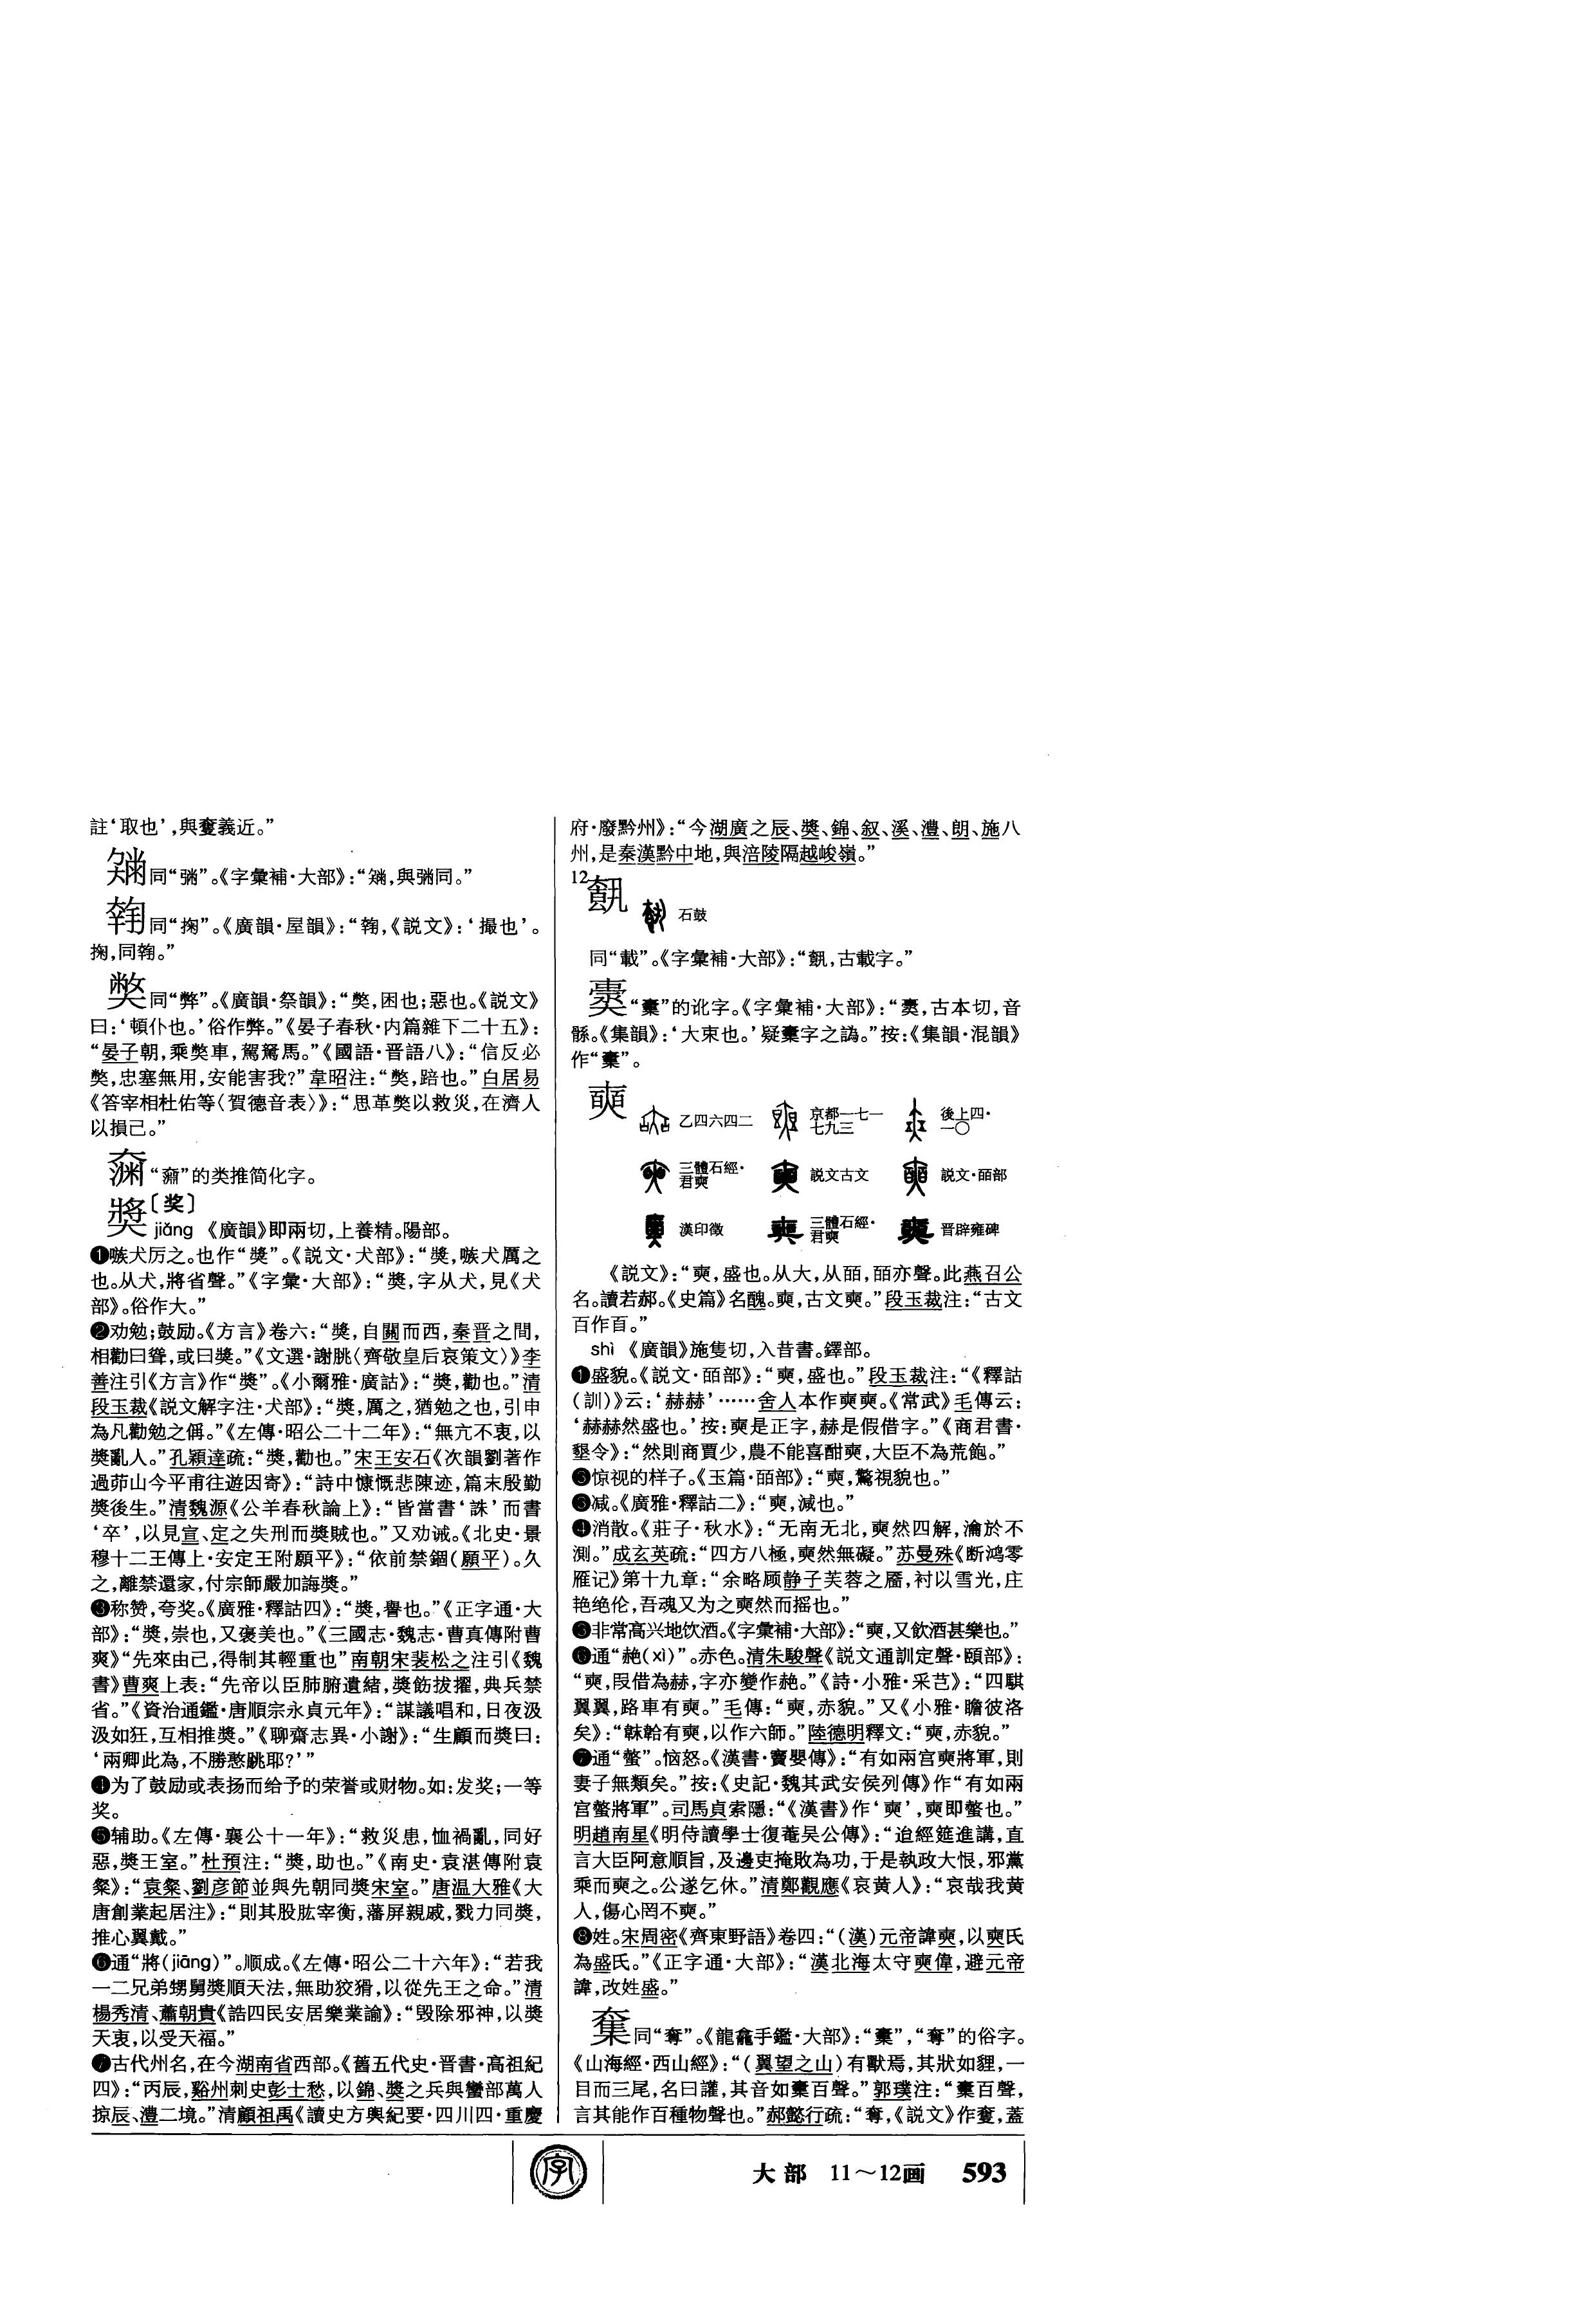 註‘取也’,與奞義近。”
同“弻”。《字彙補·大部》:“,與弻同。”
同“掬”。《廣韻·屋韻》:“,《説文》:‘撮也’。
掬,同。”
獘同“弊”。《廣韻·祭韻》:“獘,困也;惡也。《説文》
曰:‘頓仆也。’俗作弊。”《晏子春秋·内篇雜下二十五》:
“晏子朝,乘獘車,駕駑馬。”《國語·晋語八》:“信反必
獘,忠塞無用,安能害我?”韋昭注:“獘,踣也。”白居易
《答宰相杜佑等〈賀德音表〉》:“思革獘以救災,在濟人
以損己。”
“奫”的类推简化字。
奬〔奖〕
jiǎng 《廣韻》即兩切,上養精。陽部。
❶嗾犬厉之。也作“獎”。《説文·犬部》:“獎,嗾犬厲之
也。从犬,將省聲。”《字彙·大部》:“奬,字从犬,見《犬
部》。俗作大。”
❷劝勉;鼓励。《方言》卷六:“奬,自關而西,秦晋之間,
相勸曰聳,或曰奬。”《文選·謝朓〈齊敬皇后哀策文〉》李
善注引《方言》作“奬”。《小爾雅·廣詁》:“奬,勸也。”清
段玉裁《説文解字注·犬部》:“獎,厲之,猶勉之也,引申
為凡勸勉之偁。”《左傳·昭公二十二年》:“無亢不衷,以
奬亂人。”孔穎達疏:“奬,勸也。”宋王安石《次韻劉著作
過茆山今平甫往遊因寄》:“詩中慷慨悲陳迹,篇末殷勤
奬後生。”清魏源《公羊春秋論上》:“皆當書‘誅’而書
‘卒’,以見宣、定之失刑而奬賊也。”又劝诫。《北史·景
穆十二王傳上·安定王附願平》:“依前禁錮(願平)。久
之,離禁還家,付宗師嚴加誨奬。”
❸称赞,夸奖。《廣雅·釋詁四》:“奬,譽也。”《正字通·大
部》:“奬,崇也,又褒美也。”《三國志·魏志·曹真傳附曹
爽》“先來由己,得制其輕重也”南朝宋裴松之注引《魏
書》曹爽上表:“先帝以臣肺腑遺緒,奬飭拔擢,典兵禁
省。”《資治通鑑·唐順宗永貞元年》:“謀議唱和,日夜汲
汲如狂,互相推奬。”《聊齋志異·小謝》:“生顧而奬曰:
‘兩卿此為,不勝憨跳耶?’”
❹为了鼓励或表扬而给予的荣誉或财物。如:发奖;一等
奖。
❺辅助。《左傳·襄公十一年》:“救災患,恤禍亂,同好
惡,奬王室。”杜預注:“奬,助也。”《南史·袁湛傳附袁
粲》:“袁粲、劉彦節並與先朝同奬宋室。”唐温大雅《大
唐創業起居注》:“則其股肱宰衡,藩屏親戚,戮力同奬,
推心翼戴。”
❻通“將(jiāng)”。顺成。《左傳·昭公二十六年》:“若我
一二兄弟甥舅奬順天法,無助狡猾,以從先王之命。”清
楊秀清、蕭朝貴《誥四民安居樂業諭》:“毁除邪神,以奬
天衷,以受天福。”
❼古代州名,在今湖南省西部。《舊五代史·晋書·高祖紀
四》:“丙辰,谿州刺史彭士愁,以錦、奬之兵與蠻部萬人
掠辰、澧二境。”清顧祖禹《讀史方輿紀要·四川四·重慶
府·廢黔州》:“今湖廣之辰、奬、錦、叙、溪、澧、朗、施八
州,是秦漢黔中地,與涪陵隔越峻嶺。”
12
石鼓
同“載”。《字彙補·大部》:“,古載字。”
“㯻”的讹字。《字彙補·大部》:“,古本切,音
鯀。《集韻》:‘大束也。’疑㯻字之譌。”按:《集韻·混韻》
作“㯻”。
奭 乙四六四二 京都一七一七九三 後上四·一〇
三體石經·君奭 説文古文 説文·皕部
漢印徵 三體石經·君奭 晋辟雍碑
《説文》:“奭,盛也。从大,从皕,皕亦聲。此燕召公
名。讀若郝。《史篇》名醜。奭,古文奭。”段玉裁注:“古文
百作百。”
shì 《廣韻》施隻切,入昔書。鐸部。
❶盛貌。《説文·皕部》:“奭,盛也。”段玉裁注:“《釋詁
(訓)》云:‘赫赫’……舍人本作奭奭。《常武》毛傳云:
‘赫赫然盛也。’按:奭是正字,赫是假借字。”《商君書·
墾令》:“然則商賈少,農不能喜酣奭,大臣不為荒飽。”
❸惊视的样子。《玉篇·皕部》:“奭,驚視貌也。”
❸减。《廣雅·釋詁二》:“奭,減也。”
❹消散。《莊子·秋水》:“无南无北,奭然四解,淪於不
測。”成玄英疏:“四方八極,奭然無礙。”苏曼殊《断鸿零
雁记》第十九章:“余略顾静子芙蓉之靥,衬以雪光,庄
艳绝伦,吾魂又为之奭然而摇也。”
❺非常高兴地饮酒。《字彙補·大部》:“奭,又飲酒甚樂也。”
❻通“赩(xì)”。赤色。清朱駿聲《説文通訓定聲·頤部》:
“奭,叚借為赫,字亦變作赩。”《詩·小雅·采芑》:“四騏
翼翼,路車有奭。”毛傳:“奭,赤貌。”又《小雅·瞻彼洛
矣》:“韎韐有奭,以作六師。”陸德明釋文:“奭,赤貌。”
❼通“螫”。恼怒。《漢書·竇嬰傳》:“有如兩宫奭將軍,則
妻子無類矣。”按:《史記·魏其武安侯列傳》作“有如兩
宫螫將軍”。司馬貞索隱:“《漢書》作‘奭’,奭即螫也。”
明趙南星《明侍讀學士復菴吴公傳》:“迨經筵進講,直
言大臣阿意順旨,及邊吏掩敗為功,于是執政大恨,邪黨
乘而奭之。公遂乞休。”清鄭觀應《哀黄人》:“哀哉我黄
人,傷心罔不奭。”
❽姓。宋周密《齊東野語》卷四:“(漢)元帝諱奭,以奭氏
為盛氏。”《正字通·大部》:“漢北海太守奭偉,避元帝
諱,改姓盛。”
同“奪”。《龍龕手鑑·大部》:“”,“奪”的俗字。
《山海經·西山經》:“(翼望之山)有獸焉,其狀如貍,一
目而三尾,名曰讙,其音如百聲。”郭璞注:“百聲,
言其能作百種物聲也。”郝懿行疏:“奪,《説文》作奞,蓋
字
大部 11～12画 593